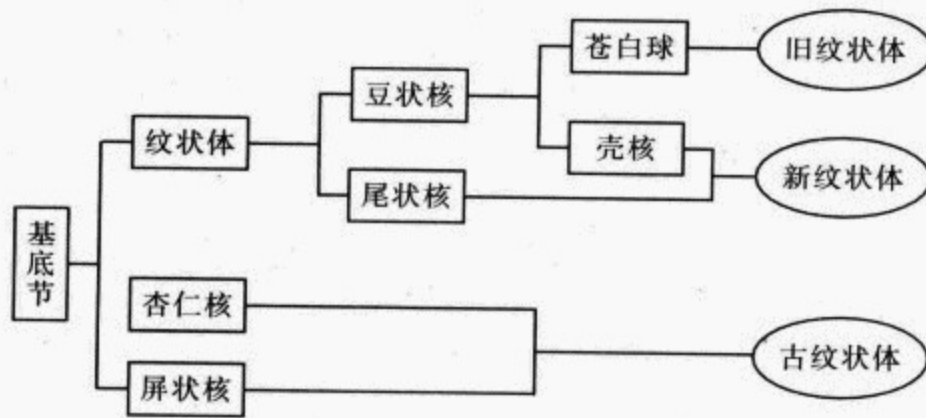 苍白球
旧纹状体
豆状核
纹状体
壳核
新纹状体
尾状核
基底节
杏仁核
古纹状体
屏状核